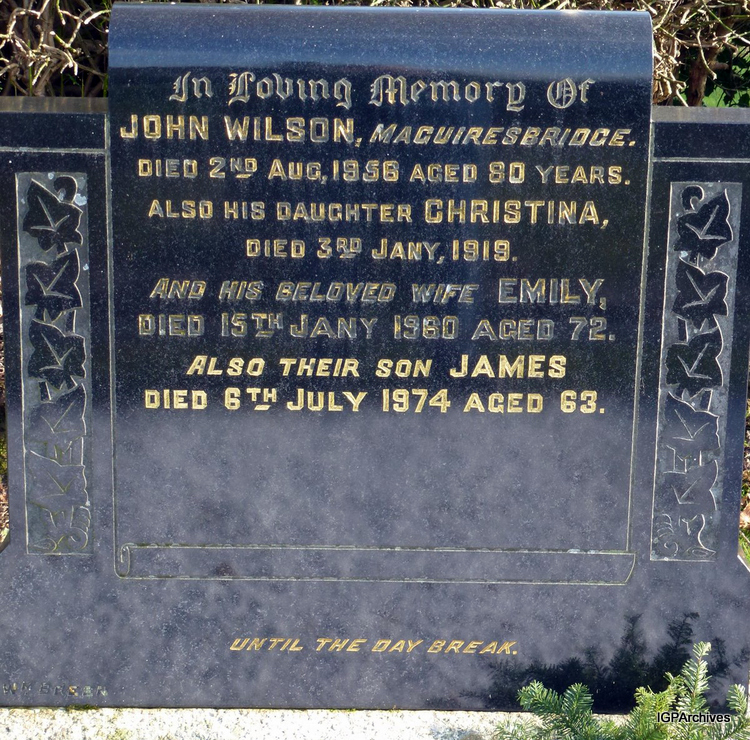 In Loving Memory Of
JOHN WILSON, MAGUIRESBRIDGE.
DIED 2ND AUG, 1956 AGED 80 YEARS.
ALSO HIS DAUGHTER CHRISTINA,
DIED 3RD JANY, 1919.
AND HIS BELOVED WIFE EMILY,
DIED 15TH JANY 1960 AGED 72.
ALSO THEIR SON JAMES
DIED 6TH JULY 1974 AGED 63.
UNTIL THE DAY BREAK.
IGPArchives